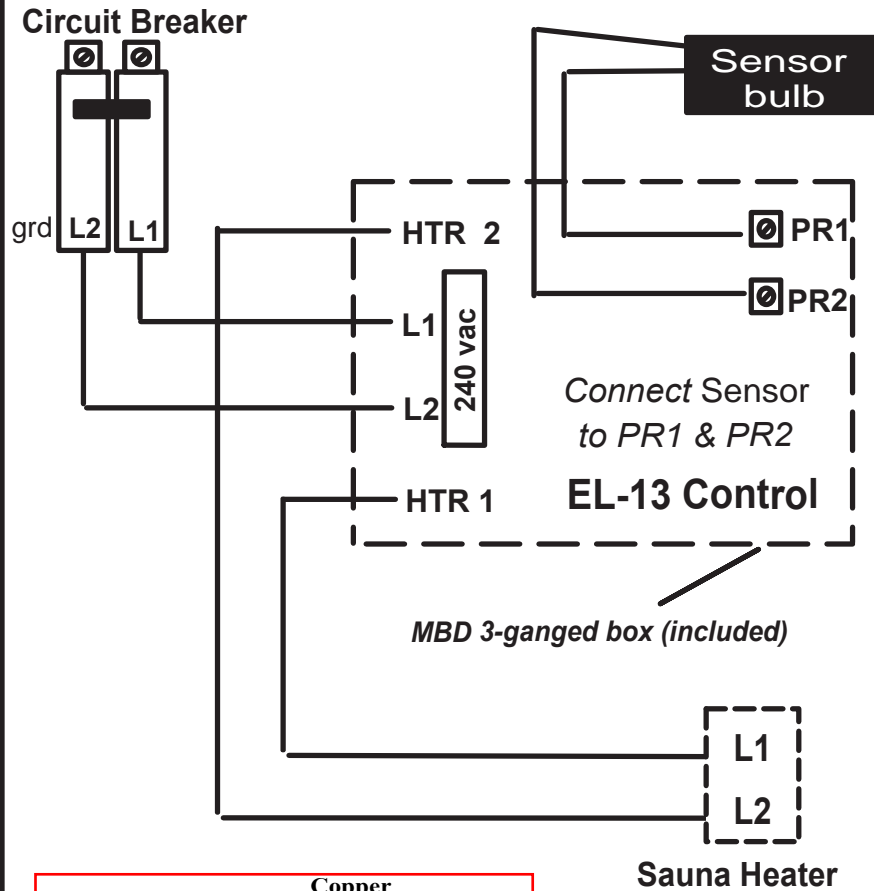 Circuit Breaker
Sensor
bulb
grd
L2
L1
HTR 2
PR1
L1
PR2
240 vac
L2
Connect Sensor
to PR1 & PR2
HTR 1
EL-13 Control
MBD 3-ganged box (included)
L1
L2
Sauna Heater
Copper